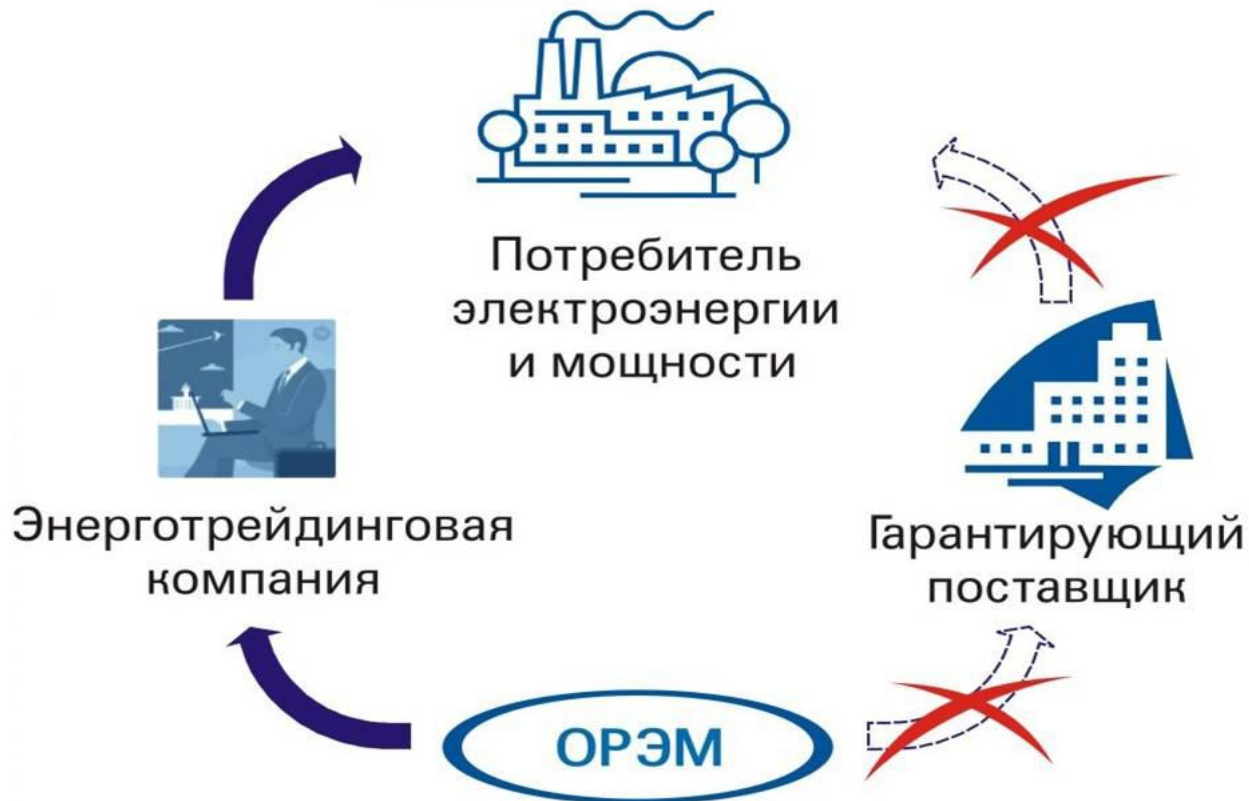 Потребитель
электроэнергии
и мощности
Энерготрейдинговая
компания
Гарантирующий
поставщик
ОРЭМ